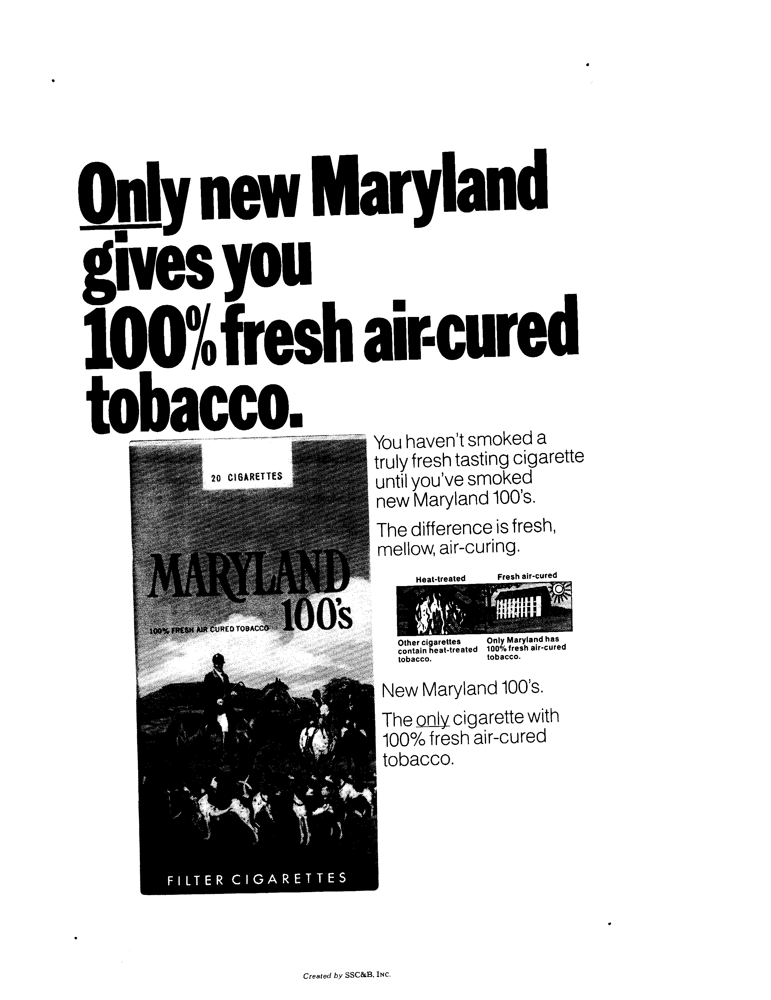 Only new Maryland
gives you
100% fresh air-cured
tobacco.
You haven't smoked a
truly fresh tasting cigarette
until you've smoked
new Maryland 100's.
The difference is fresh,
mellow, air-curing.
Heat-treated
Fresh air-cured
Other cigarettes
contain heat-treated
tobacco.
Only Maryland has
100% fresh air-cured
tobacco.
New Maryland 100's.
The only cigarette with
100% fresh air-cured
tobacco.
20 CIGARETTES
MARYLAND
100's
100% FRESH AIR CURED TOBACCO
FILTER CIGARETTES
Created by SSC&B, INC.